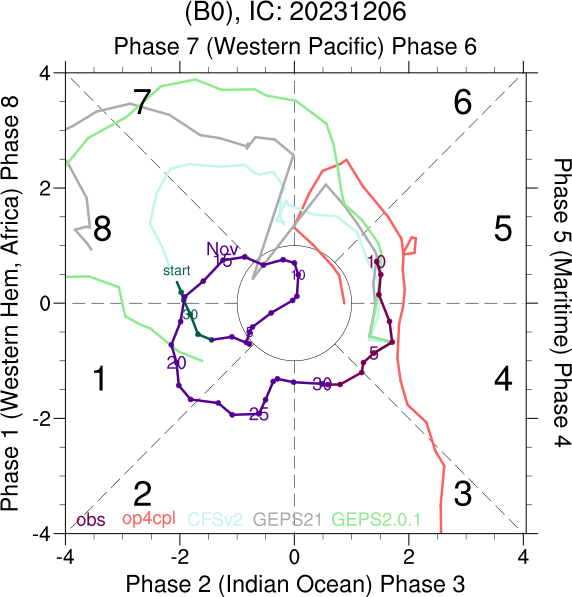 (B0), IC: 20231206
Phase 7 (Western Pacific) Phase 6
4
7
6
2
8
5
Nov
15
10
start
10
0
30
5
5
1
20
4
30
25
-2
2
3
obs op4cpl CFSv2 GEPS21 GEPS2.0.1
-4
-4 -2 0 2 4
Phase 2 (Indian Ocean) Phase 3
Phase 1 (Western Hem, Africa) Phase 8
Phase 5 (Maritime) Phase 4